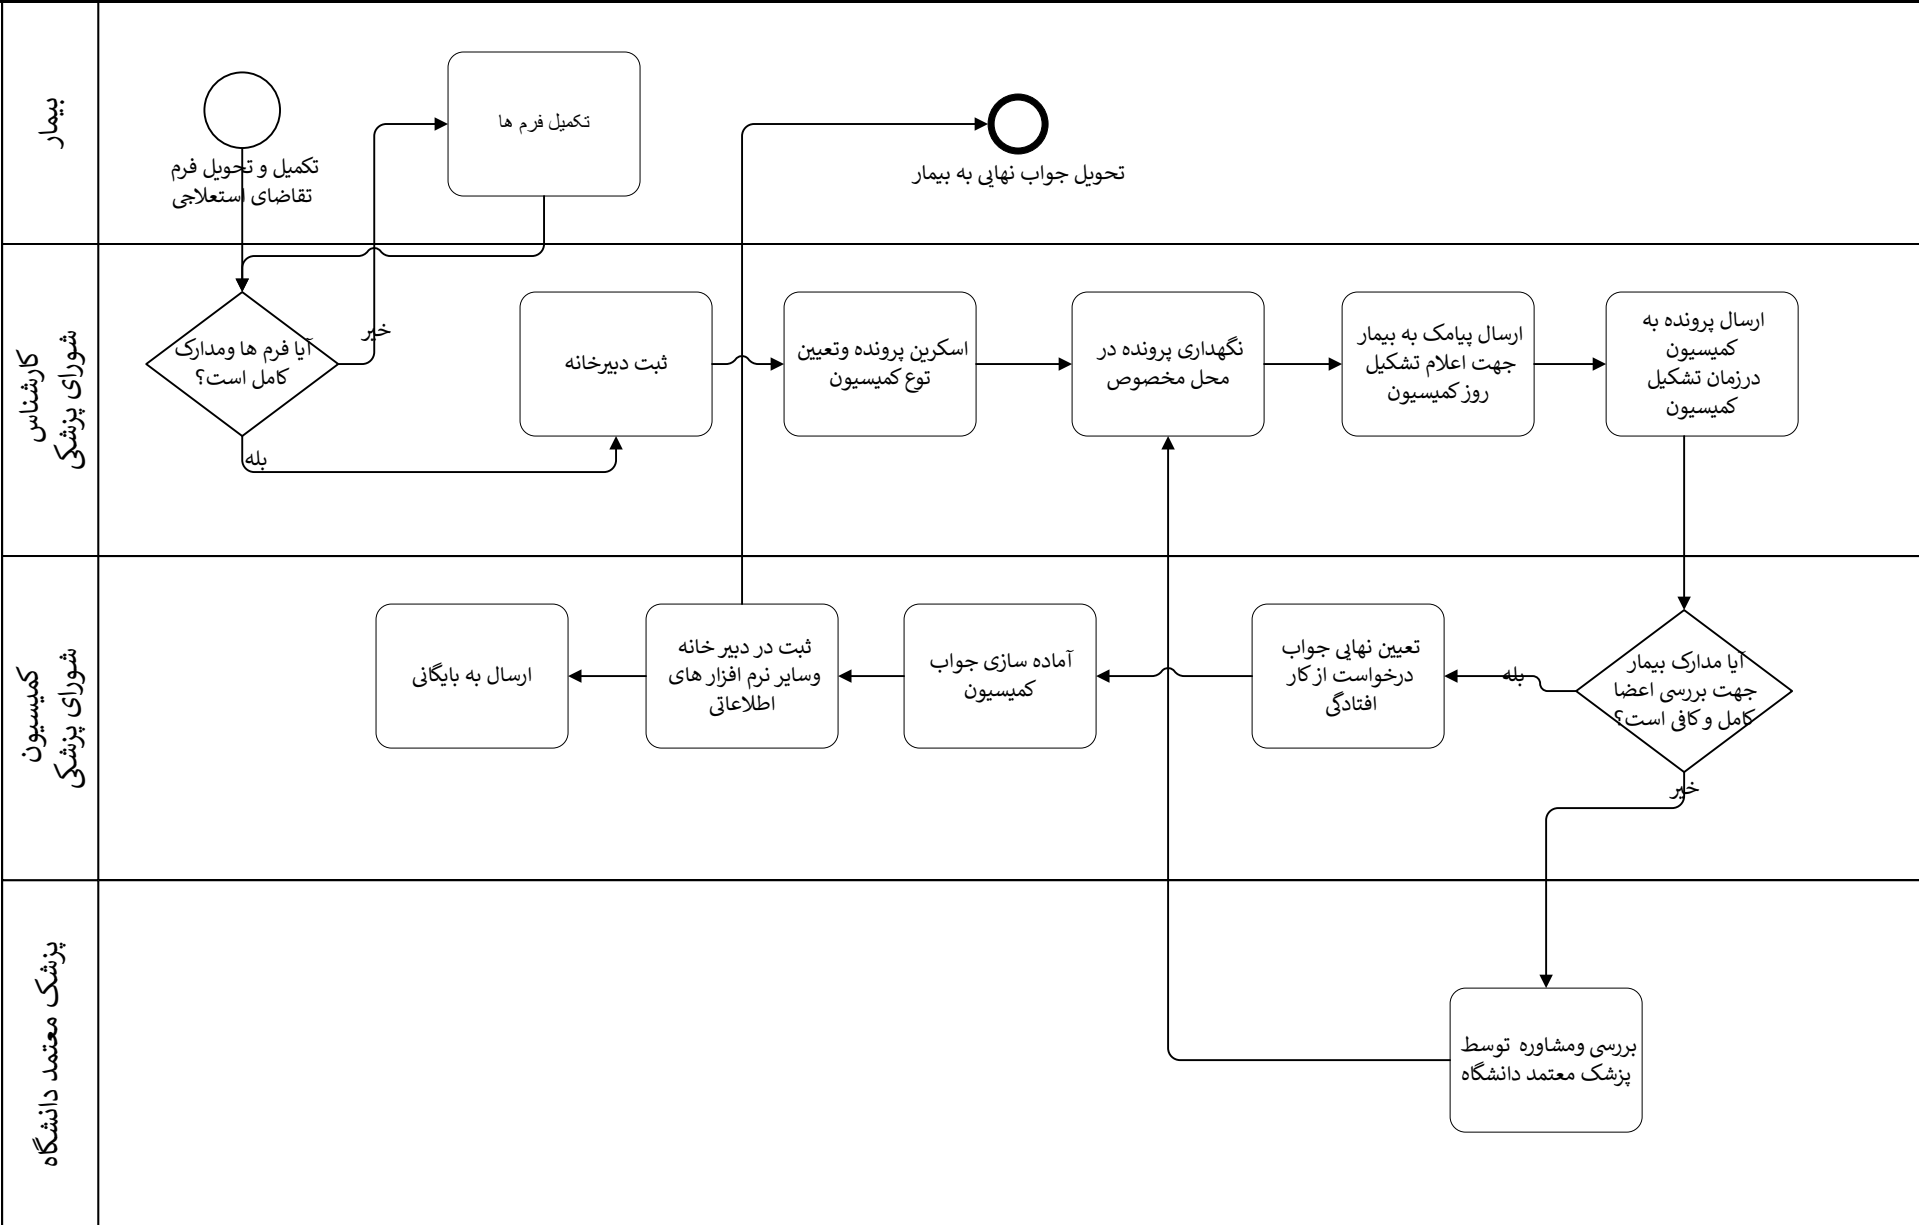 بیمار
تکمیل و تحویل فرم
تقاضای استعلاجی
تکمیل فرم ها
تحویل جواب نهایی به بیمار
کارشناس
شورای پزشکی
آیا فرم ها ومدارک
کامل است؟
خیر
بله
ثبت دبیرخانه
اسکرین پرونده وتعیین
نوع کمیسیون
نگهداری پرونده در
محل مخصوص
ارسال پیامک به بیمار
جهت اعلام تشکیل
روز کمیسیون
ارسال پرونده به
کمیسیون
درزمان تشکیل
کمیسیون
کمیسیون
شورای پزشکی
آیا مدارک بیمار
جهت بررسی اعضا
کامل و کافی است؟
بله
خیر
تعیین نهایی جواب
درخواست از کار
افتادگی
آماده سازی جواب
کمیسیون
ثبت در دبیر خانه
وسایر نرم افزار های
اطلاعاتی
ارسال به بایگانی
پزشک معتمد دانشگاه
بررسی ومشاوره توسط
پزشک معتمد دانشگاه